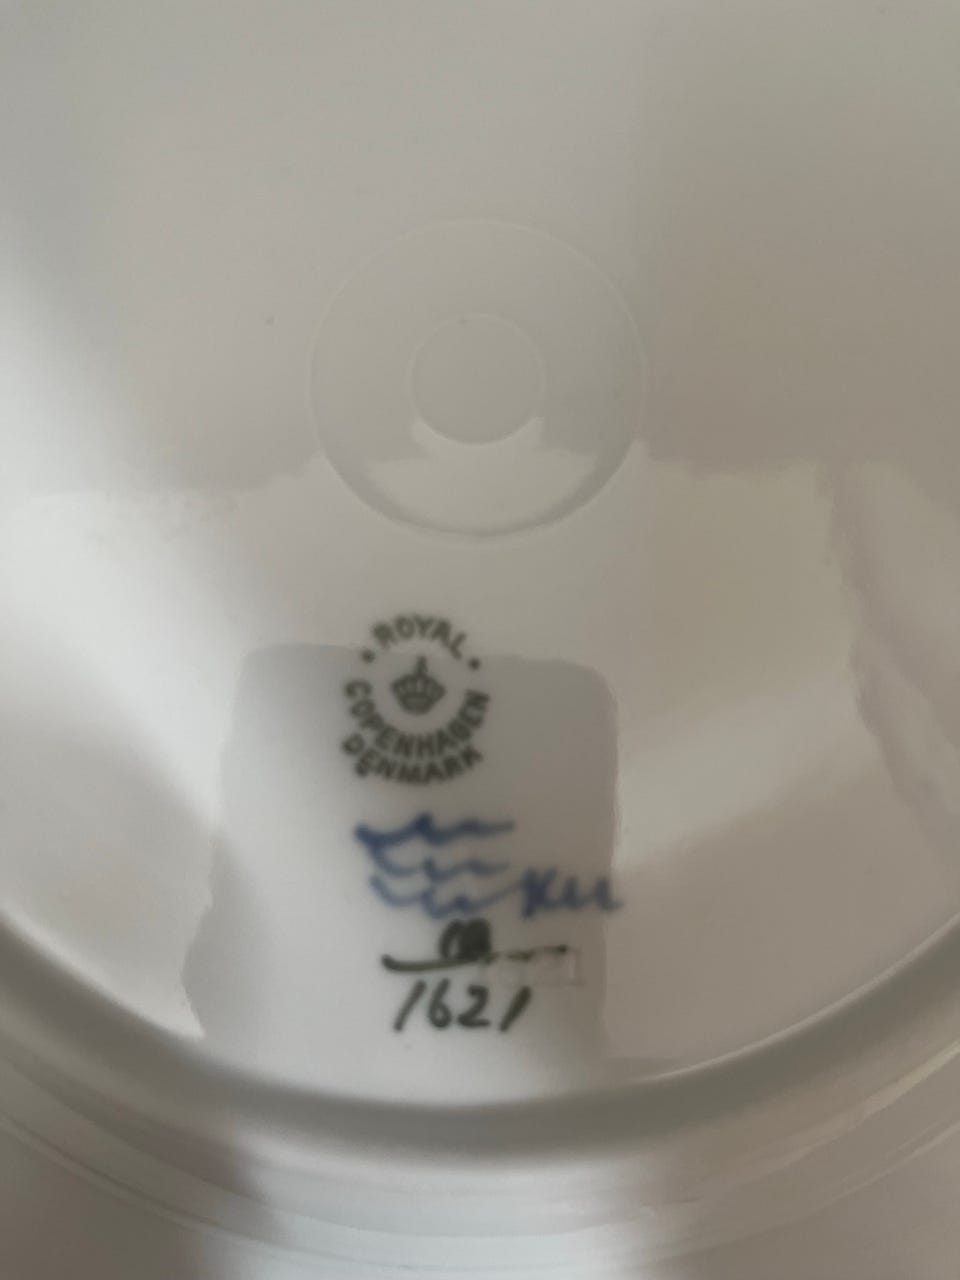 ROYAL
COPENHAGEN
DENMARK
1621